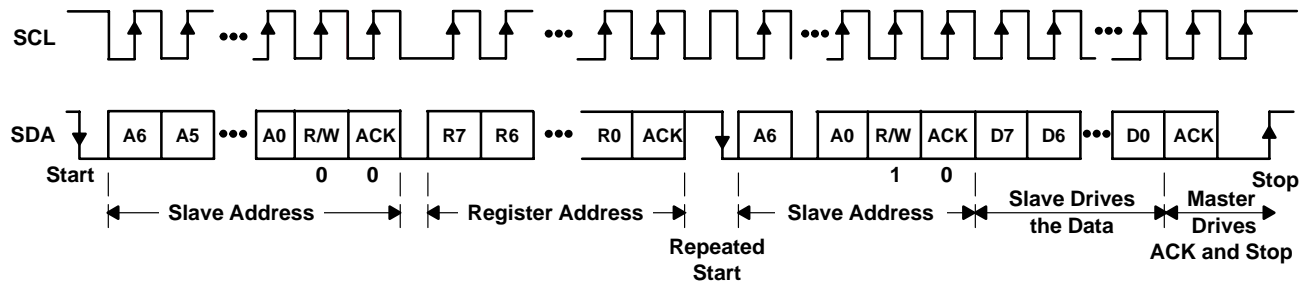 SCL
SDA A6 A5 ••• A0 R/W ACK R7 R6 ••• R0 ACK A6 A0 R/W ACK D7 D6 ••• D0 ACK
Start 0 0 1 0 Stop
Slave Address
Register Address
Repeated
Start
Slave Address
Slave Drives
the Data
Master
Drives
ACK and Stop